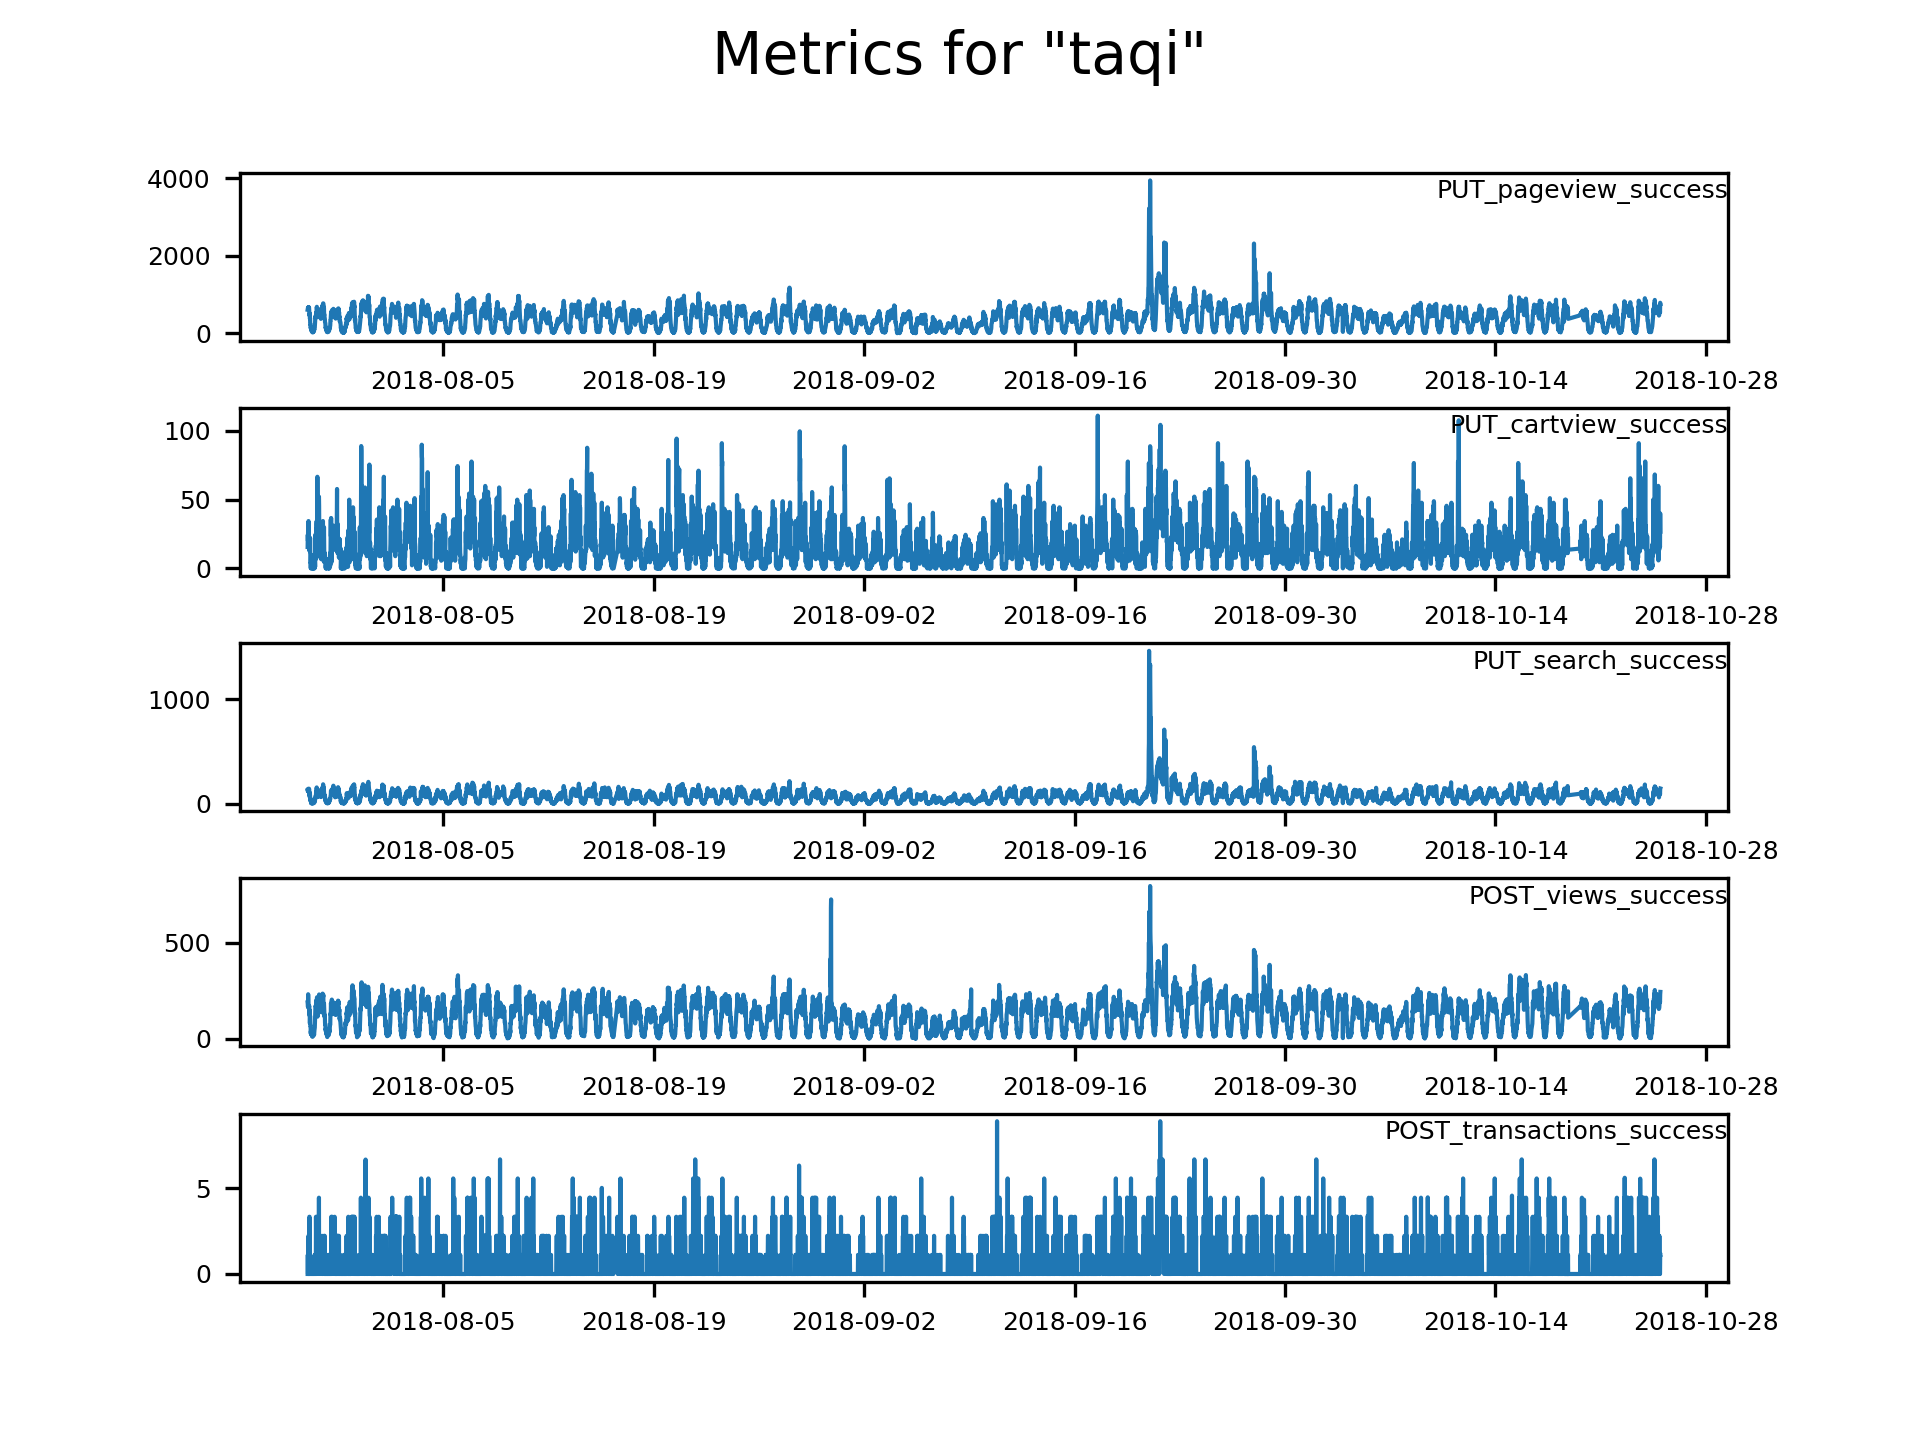 Metrics for "taqi"
PUT_pageview_success
4000
2000
0
2018-08-05 2018-08-19 2018-09-02 2018-09-16 2018-09-30 2018-10-14 2018-10-28
PUT_cartview_success
100
50
0
2018-08-05 2018-08-19 2018-09-02 2018-09-16 2018-09-30 2018-10-14 2018-10-28
PUT_search_success
1000
0
2018-08-05 2018-08-19 2018-09-02 2018-09-16 2018-09-30 2018-10-14 2018-10-28
POST_views_success
500
0
2018-08-05 2018-08-19 2018-09-02 2018-09-16 2018-09-30 2018-10-14 2018-10-28
POST_transactions_success
5
0
2018-08-05 2018-08-19 2018-09-02 2018-09-16 2018-09-30 2018-10-14 2018-10-28